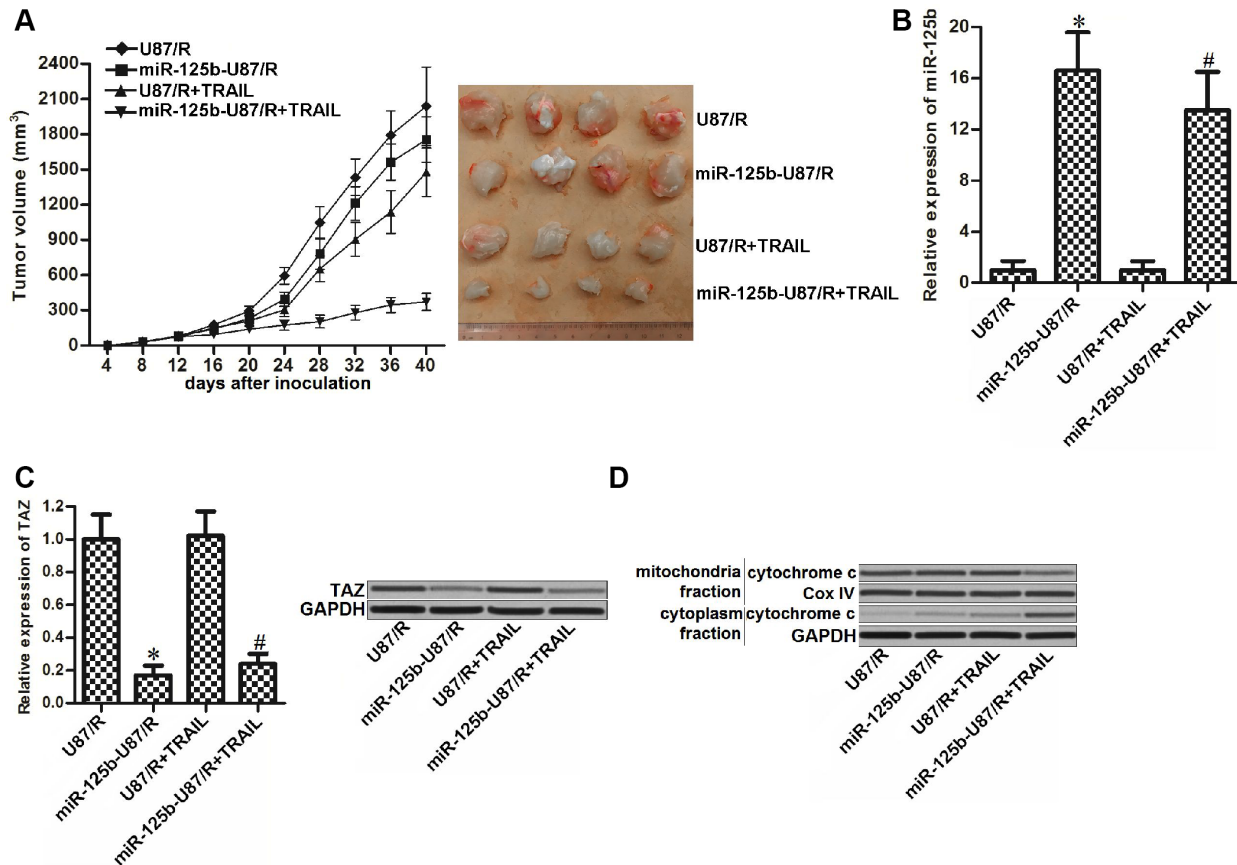 A
U87/R
miR-125b-U87/R
U87/R+TRAIL
miR-125b-U87/R+TRAIL
Tumor volume (mm³)
2400
2100
1800
1500
1200
900
600
300
0
4 8 12 16 20 24 28 32 36 40
days after inoculation
U87/R
miR-125b-U87/R
U87/R+TRAIL
miR-125b-U87/R+TRAIL
B
Relative expression of miR-125b
20
16
12
8
4
0
*
#
U87/R
miR-125b-U87/R
U87/R+TRAIL
miR-125b-U87/R+TRAIL
C
Relative expression of TAZ
1.2
1.0
0.8
0.6
0.4
0.2
0.0
*
#
U87/R
miR-125b-U87/R
U87/R+TRAIL
miR-125b-U87/R+TRAIL
TAZ
GAPDH
U87/R
miR-125b-U87/R
U87/R+TRAIL
miR-125b-U87/R+TRAIL
D
mitochondria cytochrome c
fraction Cox IV
cytoplasm cytochrome c
fraction GAPDH
U87/R
miR-125b-U87/R
U87/R+TRAIL
miR-125b-U87/R+TRAIL